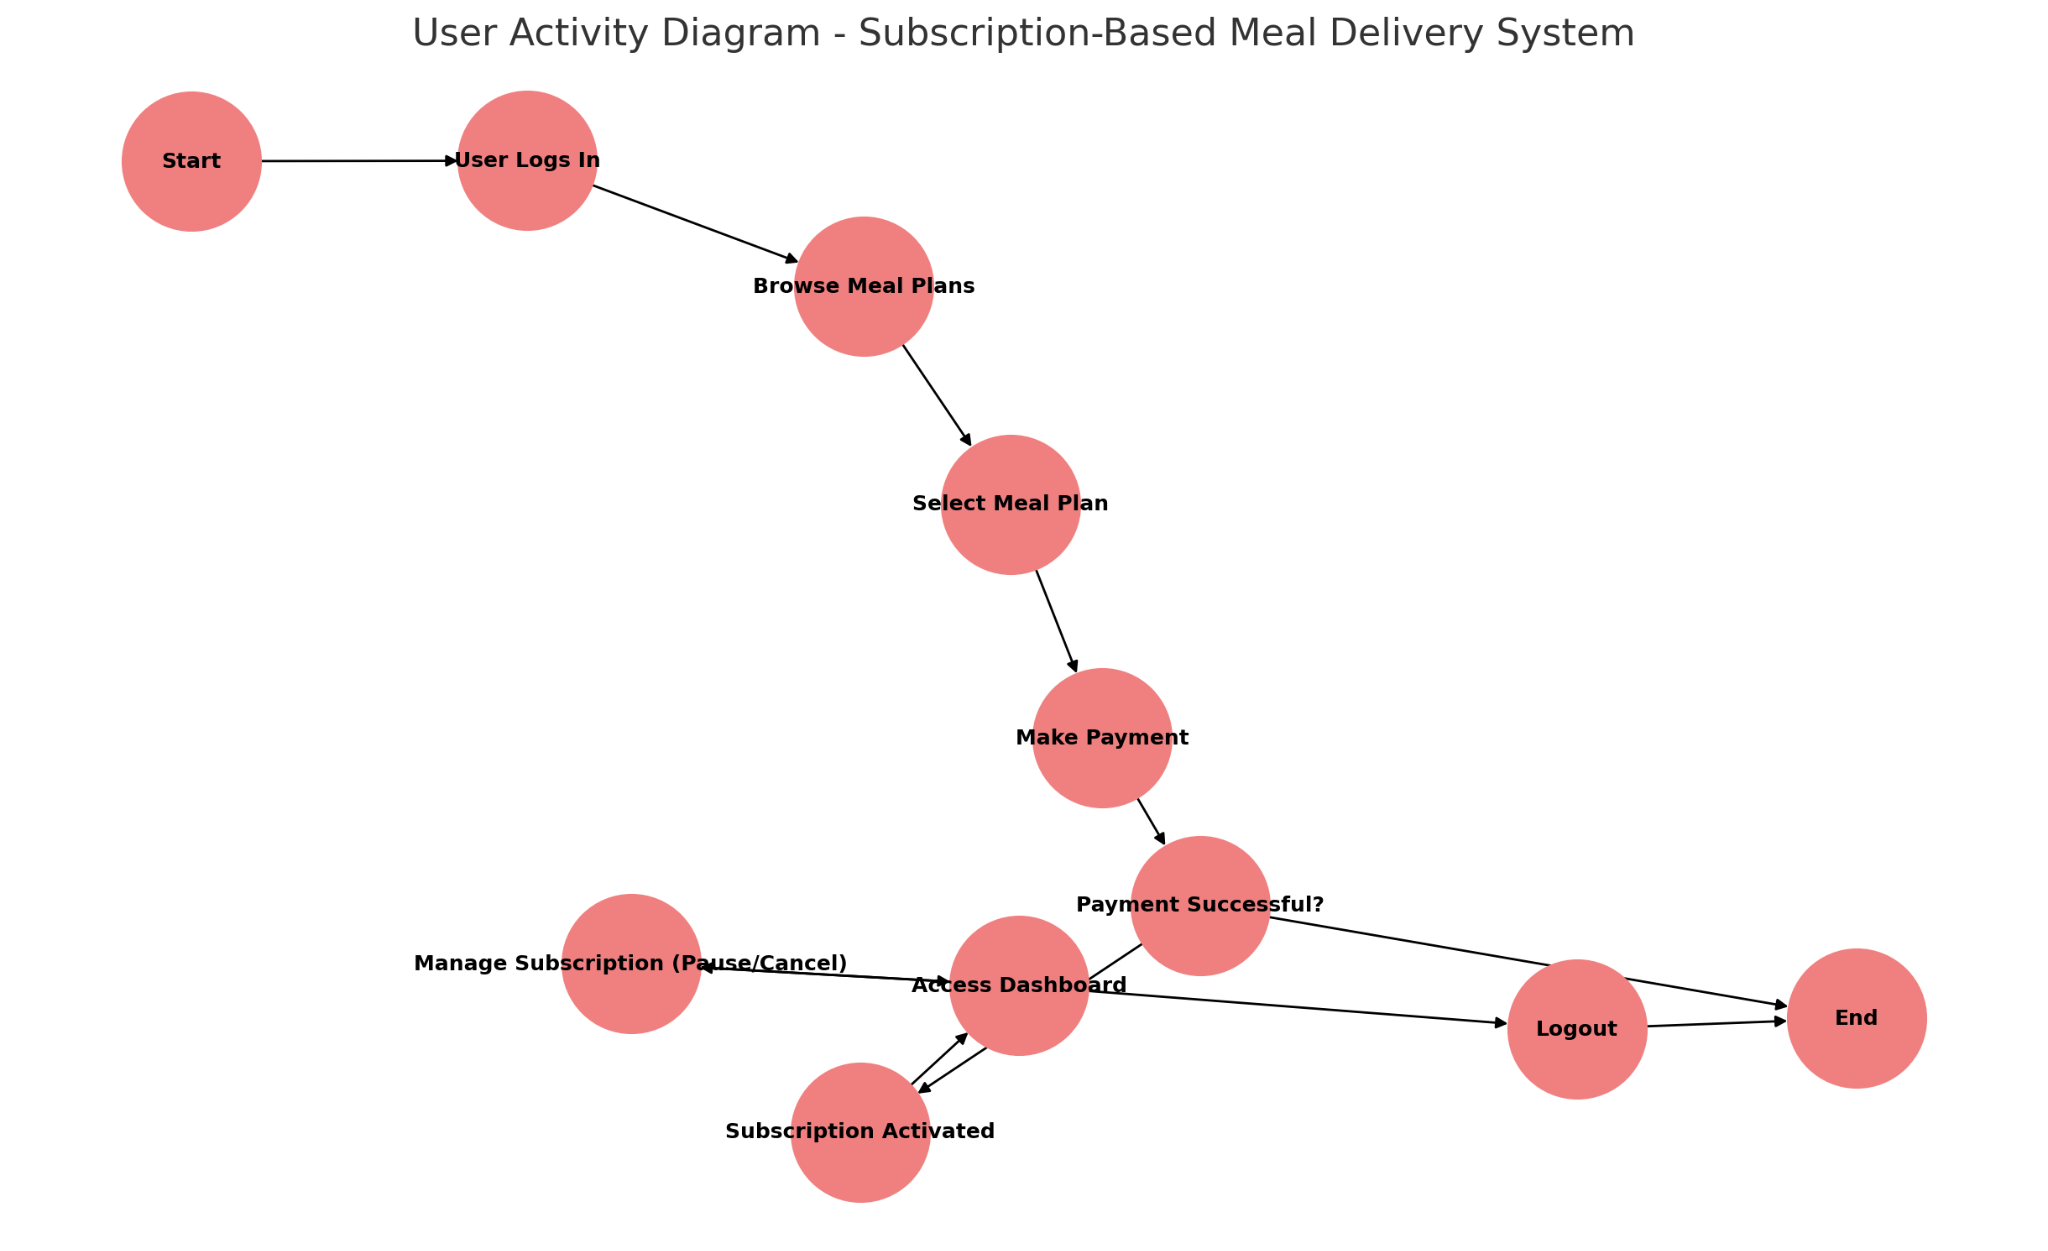 User Activity Diagram - Subscription-Based Meal Delivery System
Start
User Logs In
Browse Meal Plans
Select Meal Plan
Make Payment
Payment Successful?
Manage Subscription (Pause/Cancel)
Access Dashboard
Logout
End
Subscription Activated